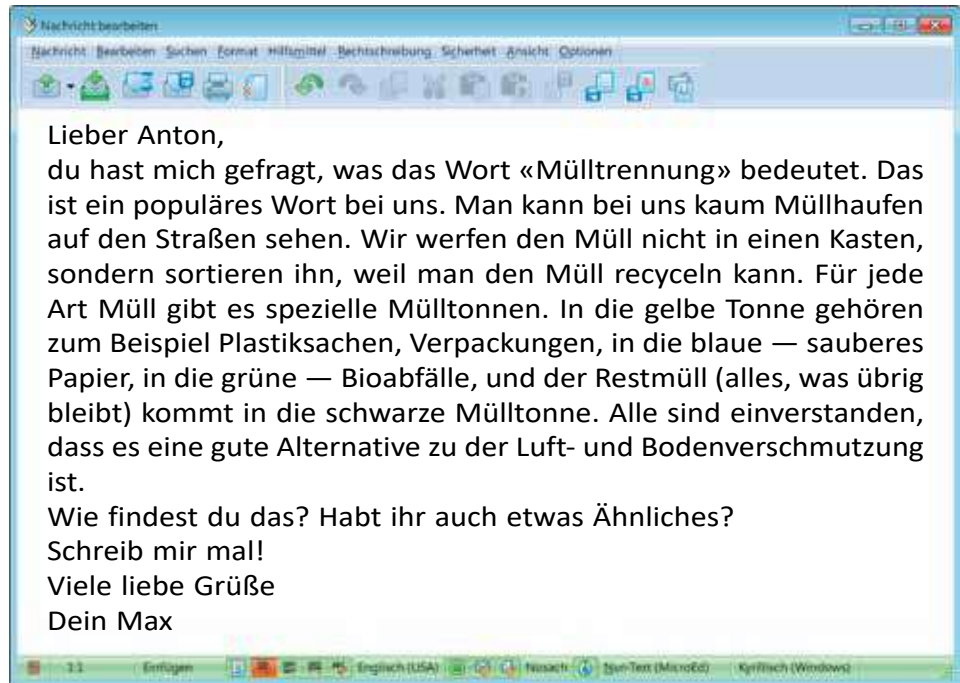 Nachricht bearbeiten
Nachricht Bearbeiten Suchen Format Hilfsmittel Rechtschreibung Sicherheit Ansicht Optionen
Lieber Anton,
du hast mich gefragt, was das Wort «Mülltrennung» bedeutet. Das
ist ein populäres Wort bei uns. Man kann bei uns kaum Müllhaufen
auf den Straßen sehen. Wir werfen den Müll nicht in einen Kasten,
sondern sortieren ihn, weil man den Müll recyceln kann. Für jede
Art Müll gibt es spezielle Mülltonnen. In die gelbe Tonne gehören
zum Beispiel Plastiksachen, Verpackungen, in die blaue — sauberes
Papier, in die grüne — Bioabfälle, und der Restmüll (alles, was übrig
bleibt) kommt in die schwarze Mülltonne. Alle sind einverstanden,
dass es eine gute Alternative zu der Luft- und Bodenverschmutzung
ist.
Wie findest du das? Habt ihr auch etwas Ähnliches?
Schreib mir mal!
Viele liebe Grüße
Dein Max
1:1 Einfügen Englisch (USA) Nur-Text (MicroEd) Kyrillisch (Windows)